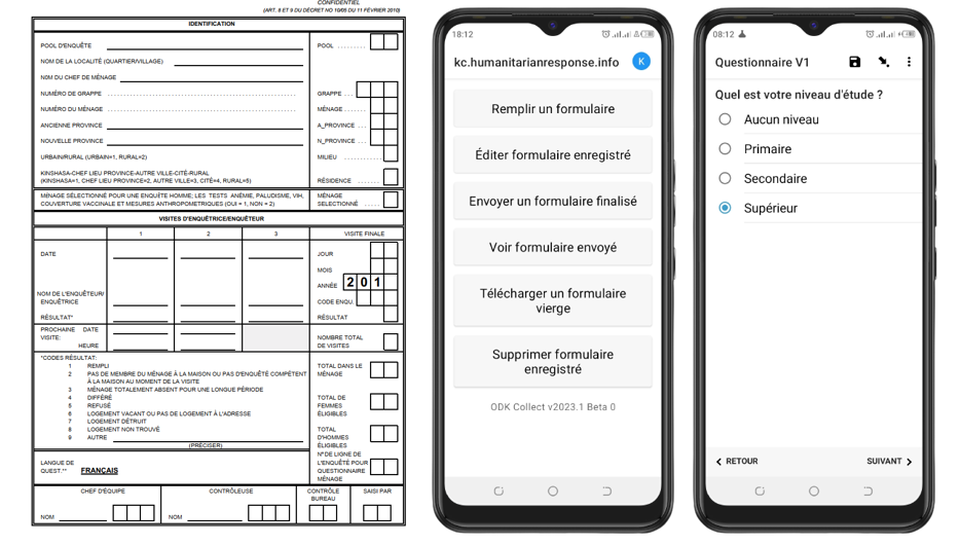 CONFIDENTIEL
(ART. 8 ET 9 DU DÉCRET NO 10/05 DU 11 FÉVRIER 2010)
IDENTIFICATION
POOL D'ENQUÊTE
POOL
NOM DE LA LOCALITÉ (QUARTIER/VILLAGE)
NOM DU CHEF DE MÉNAGE
NUMÉRO DE GRAPPE
GRAPPE
NUMÉRO DU MÉNAGE
MÉNAGE
ANCIENNE PROVINCE
A_PROVINCE
NOUVELLE PROVINCE
N_PROVINCE
URBAIN/RURAL (URBAIN=1, RURAL=2)
MILIEU
KINSHASA-CHEF LIEU PROVINCE-AUTRE VILLE-CITÉ-RURAL
(KINSHASA=1, CHEF LIEU PROVINCE=2, AUTRE VILLE=3, CITÉ=4, RURAL=5)
RÉSIDENCE
MÉNAGE SÉLECTIONNÉ POUR UNE ENQUÊTE HOMME; LES TESTS ANÉMIE, PALUDISME, VIH,
COUVERTURE VACCINALE ET MESURES ANTHROPOMETRIQUES (OUI = 1, NON = 2)
MÉNAGE
SELECTIONNÉ
VISITES D'ENQUÊTRICE/ENQUÊTEUR
1 2 3 VISITE FINALE
DATE
JOUR
MOIS
ANNÉE 2 0 1
NOM DE L'ENQUÊTEUR/
ENQUÊTRICE
CODE ENQU.
RÉSULTAT*
RÉSULTAT
PROCHAINE DATE
VISITE:
HEURE
NOMBRE TOTAL
DE VISITES
*CODES RÉSULTAT:
1 REMPLI
2 PAS DE MEMBRE DU MÉNAGE À LA MAISON OU PAS D'ENQUÊTÉ COMPÉTENT
À LA MAISON AU MOMENT DE LA VISITE
3 MÉNAGE TOTALEMENT ABSENT POUR UNE LONGUE PÉRIODE
4 DIFFÉRÉ
5 REFUSÉ
6 LOGEMENT VACANT OU PAS DE LOGEMENT À L'ADRESSE
7 LOGEMENT DÉTRUIT
8 LOGEMENT NON TROUVÉ
9 AUTRE
(PRÉCISER)
TOTAL DANS LE
MÉNAGE
TOTAL DE
FEMMES
ÉLIGIBLES
TOTAL
D'HOMMES
ÉLIGIBLES
N° DE LIGNE DE
L'ENQUÊTÉ POUR
QUESTIONNAIRE
MÉNAGE
LANGUE DE
QUEST.** FRANÇAIS
CHEF D'ÉQUIPE
CONTRÔLEUSE
CONTRÔLE
BUREAU
SAISI PAR
NOM
NOM
18:12
kc.humanitarianresponse.info
K
Remplir un formulaire
Éditer formulaire enregistré
Envoyer un formulaire finalisé
Voir formulaire envoyé
Télécharger un formulaire
vierge
Supprimer formulaire
enregistré
ODK Collect v2023.1 Beta 0
08:12
Questionnaire V1
Quel est votre niveau d'étude ?
Aucun niveau
Primaire
Secondaire
Supérieur
RETOUR
SUIVANT